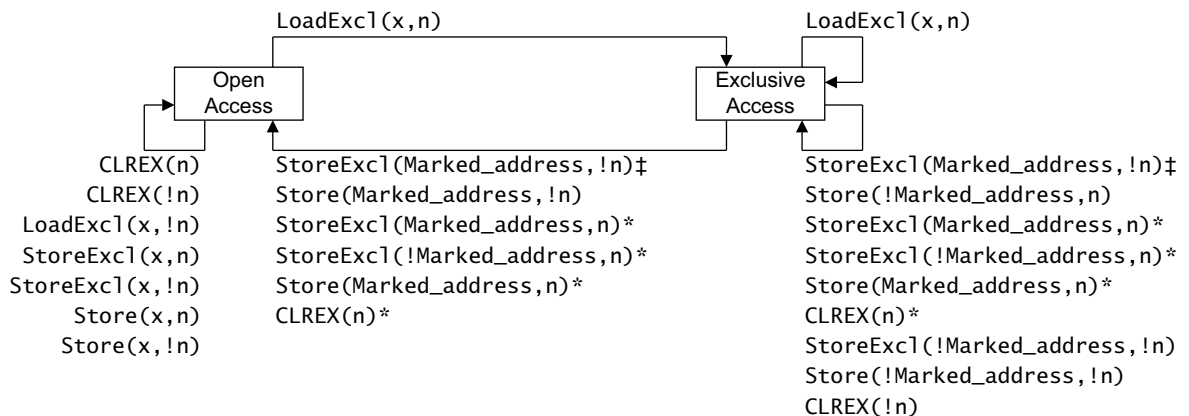 LoadExcl(x,n)
LoadExcl(x,n)
Open
Access
Exclusive
Access
CLREX(n)
CLREX(!n)
LoadExcl(x,!n)
StoreExcl(x,n)
StoreExcl(x,!n)
Store(x,n)
Store(x,!n)
StoreExcl(Marked_address,!n)‡
Store(Marked_address,!n)
StoreExcl(Marked_address,n)*
StoreExcl(!Marked_address,n)*
Store(Marked_address,n)*
CLREX(n)*
StoreExcl(Marked_address,!n)‡
Store(!Marked_address,n)
StoreExcl(Marked_address,n)*
StoreExcl(!Marked_address,n)*
Store(Marked_address,n)*
CLREX(n)*
StoreExcl(!Marked_address,!n)
Store(!Marked_address,!n)
CLREX(!n)